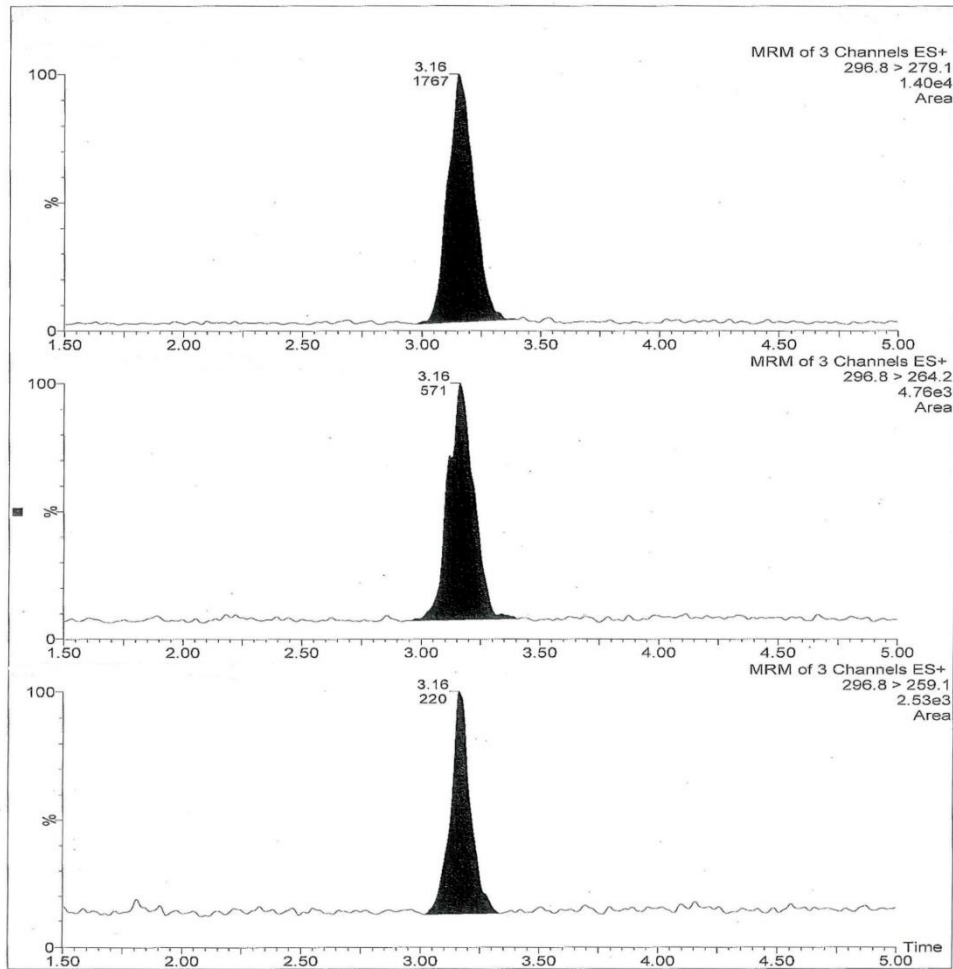 MRM of 3 Channels ES+
296.8 > 279.1
1.40e4
Area
3.16
1767
100
%
0
1.50 2.00 2.50 3.00 3.50 4.00 4.50 5.00
MRM of 3 Channels ES+
296.8 > 264.2
4.76e3
Area
3.16
571
100
%
0
1.50 2.00 2.50 3.00 3.50 4.00 4.50 5.00
MRM of 3 Channels ES+
296.8 > 259.1
2.53e3
Area
3.16
220
100
%
0
Time
1.50 2.00 2.50 3.00 3.50 4.00 4.50 5.00